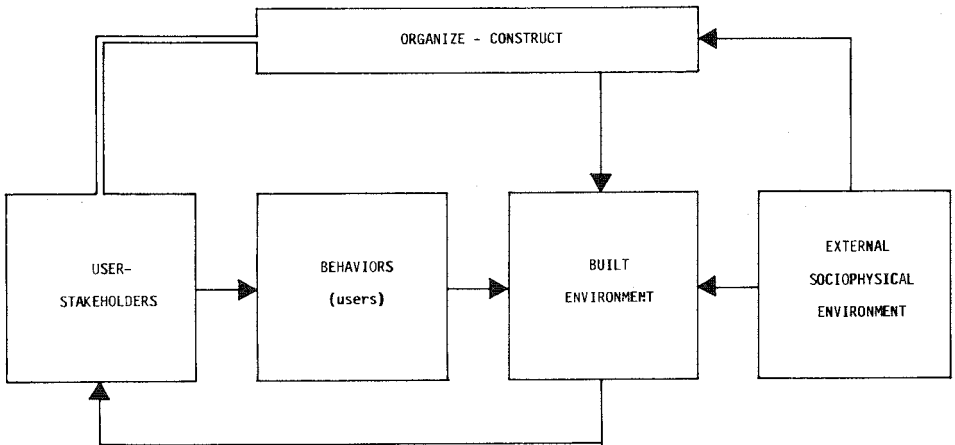 ORGANIZE - CONSTRUCT
USER-
STAKEHOLDERS
BEHAVIORS
(users)
BUILT
ENVIRONMENT
EXTERNAL
SOCIOPHYSICAL
ENVIRONMENT